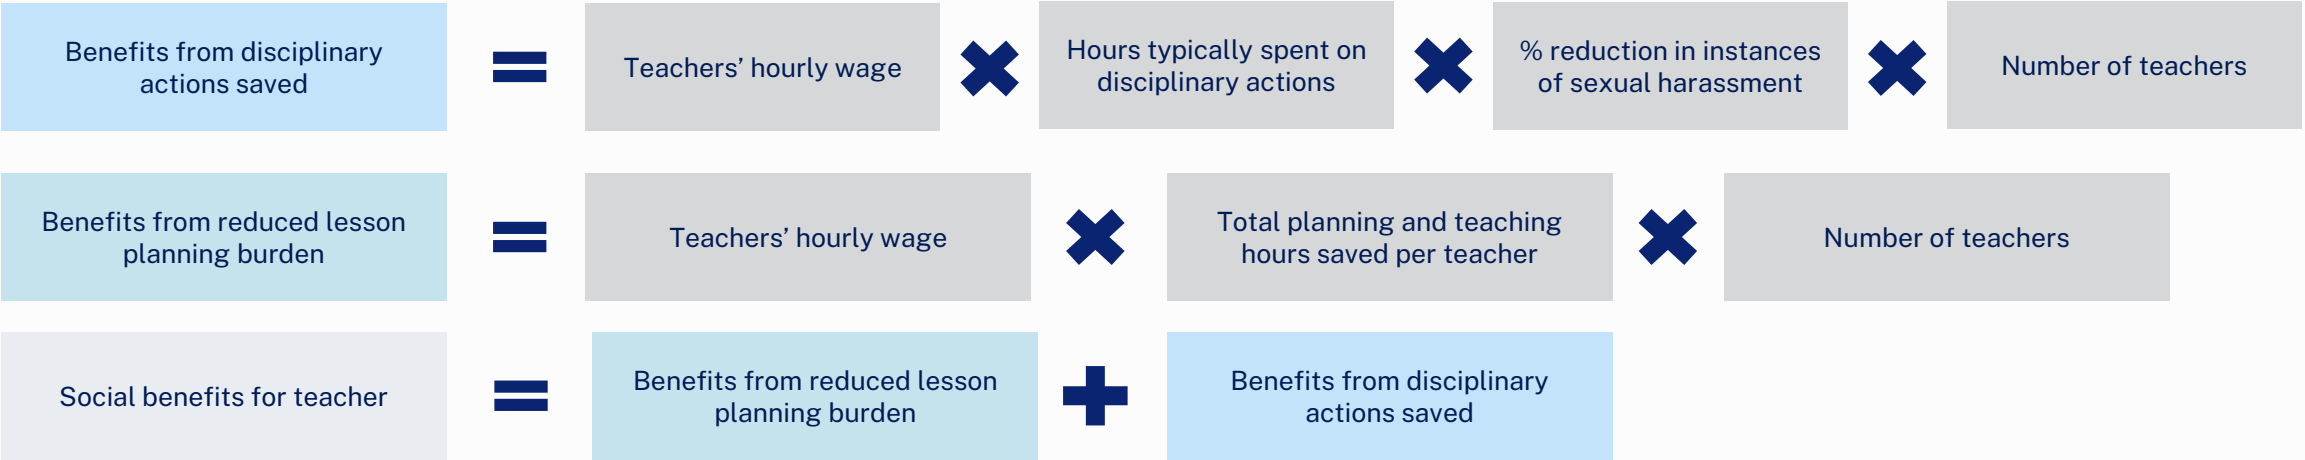 Benefits from disciplinary
actions saved
=
Teachers’ hourly wage
✖
Hours typically spent on
disciplinary actions
✖
% reduction in instances
of sexual harassment
✖
Number of teachers
Benefits from reduced lesson
planning burden
=
Teachers’ hourly wage
✖
Total planning and teaching
hours saved per teacher
✖
Number of teachers
Social benefits for teacher
=
Benefits from reduced lesson
planning burden
+
Benefits from disciplinary
actions saved